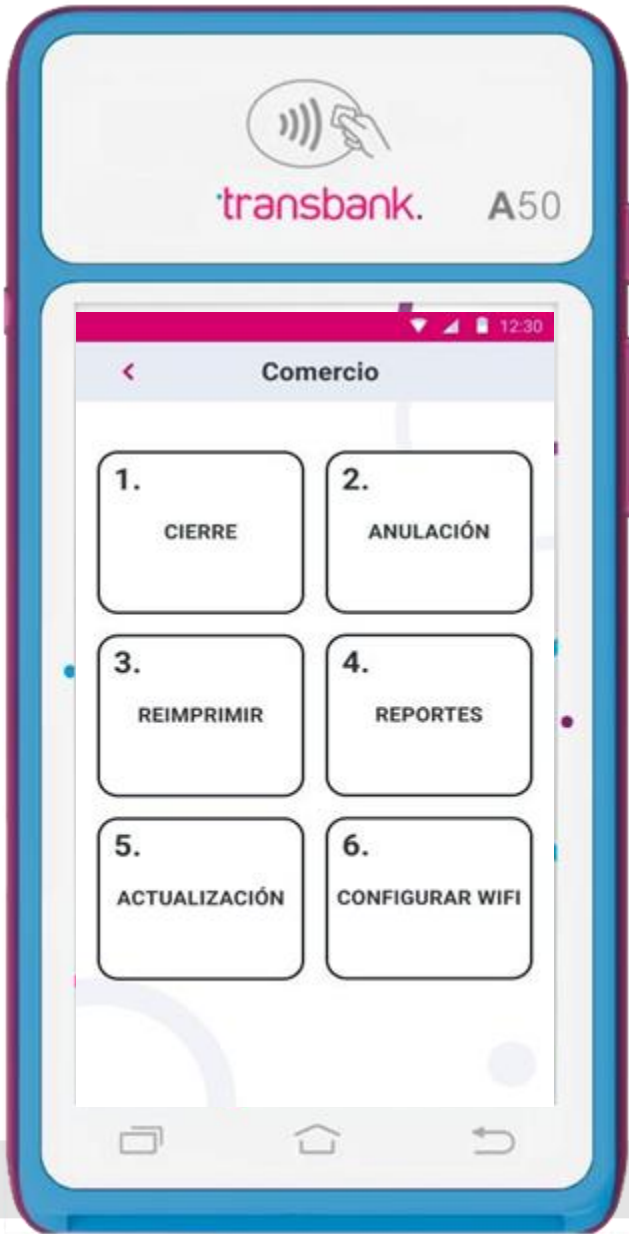 transbank.
A50
12:30
Comercio
1.
CIERRE
2.
ANULACIÓN
3.
REIMPRIMIR
4.
REPORTES
5.
ACTUALIZACIÓN
6.
CONFIGURAR WIFI